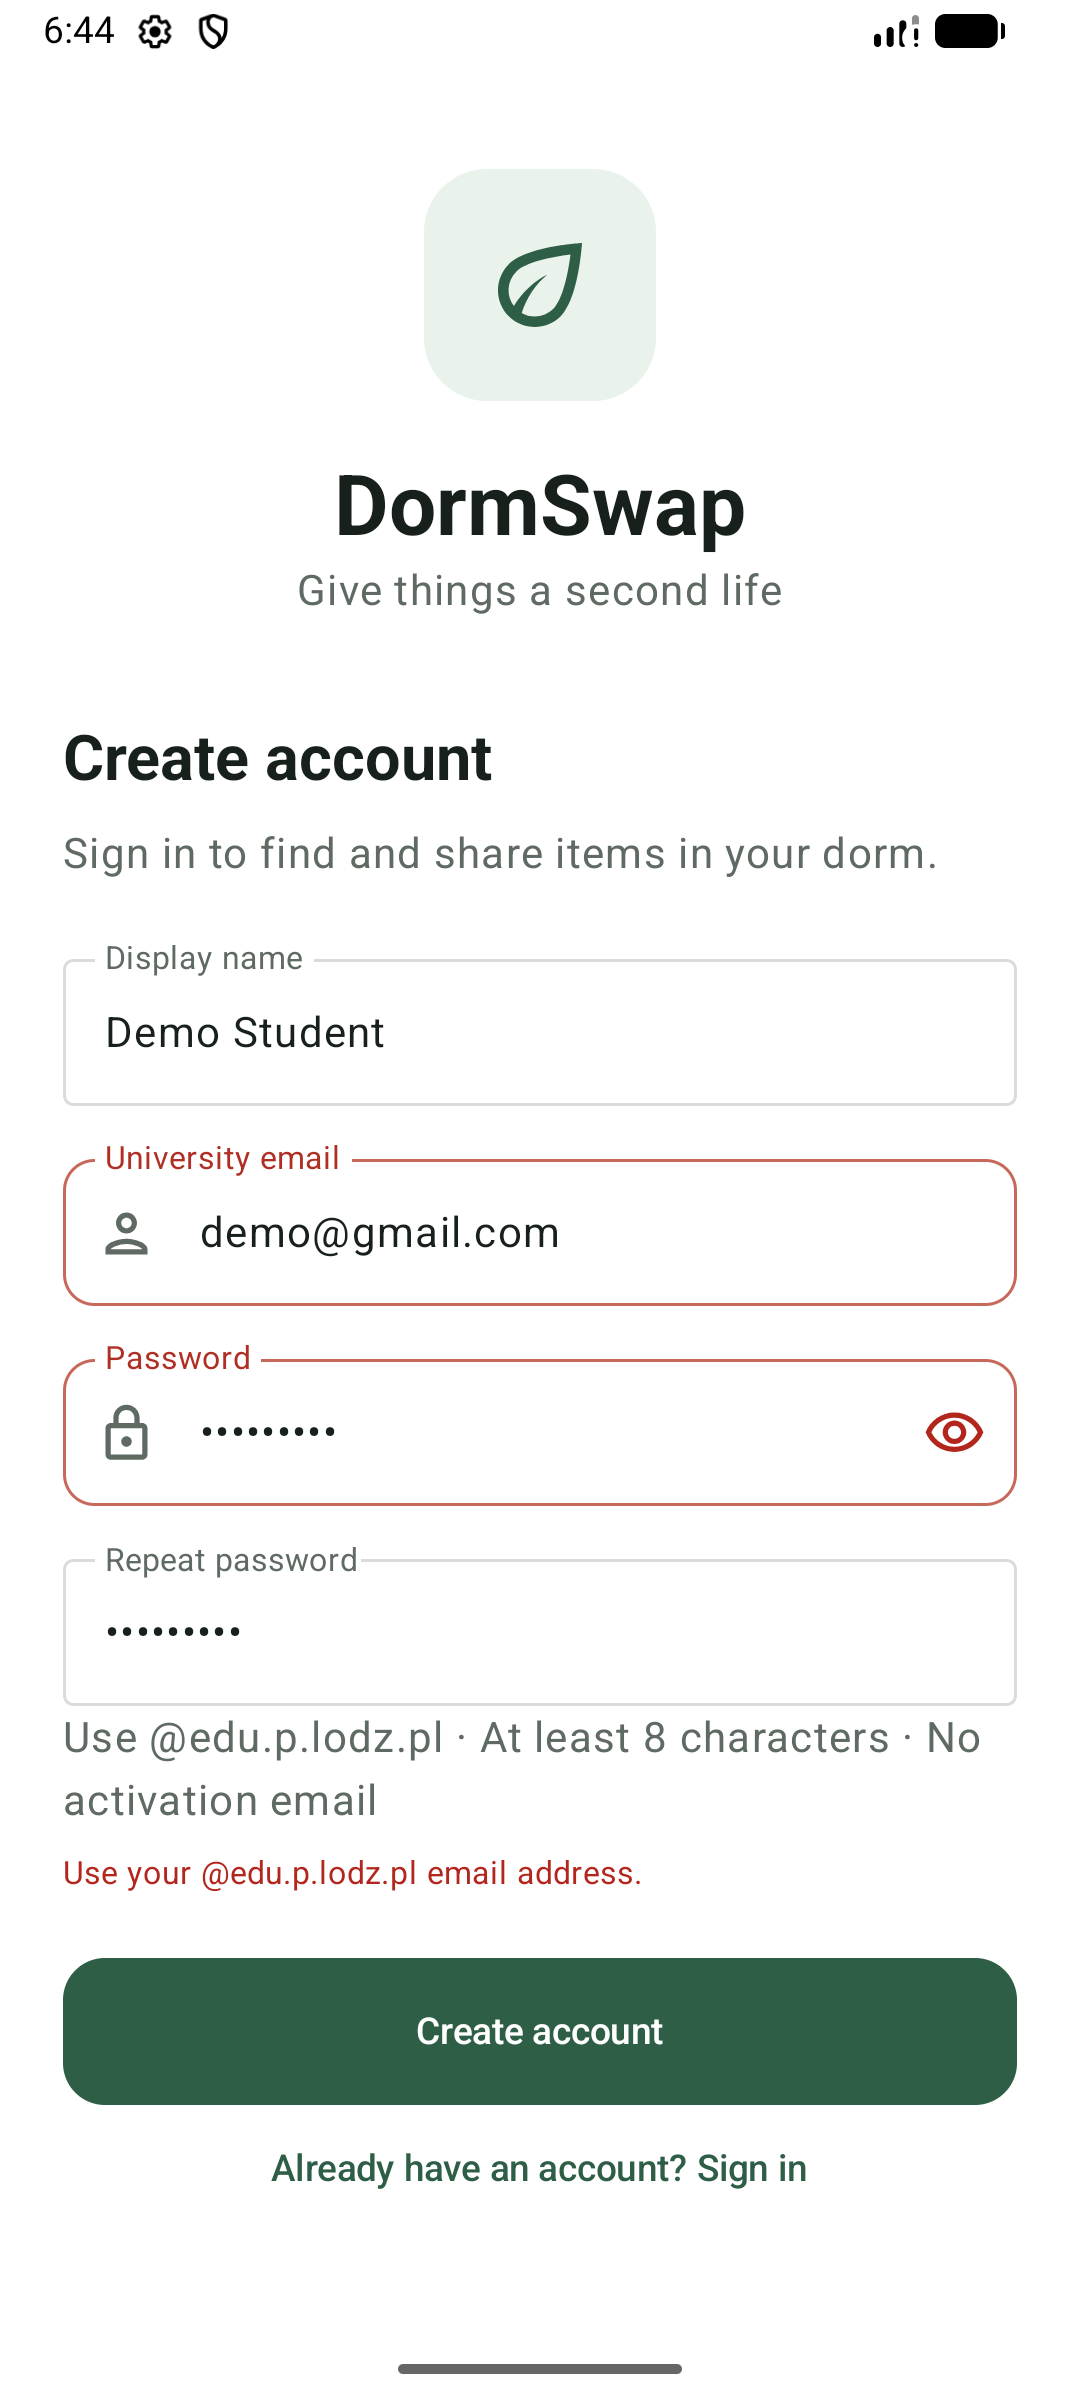 6:44
DormSwap
Give things a second life
Create account
Sign in to find and share items in your dorm.
Display name
Demo Student
University email
demo@gmail.com
Password
•••••••••
Repeat password
•••••••••
Use @edu.p.lodz.pl · At least 8 characters · No
activation email
Use your @edu.p.lodz.pl email address.
Create account
Already have an account? Sign in